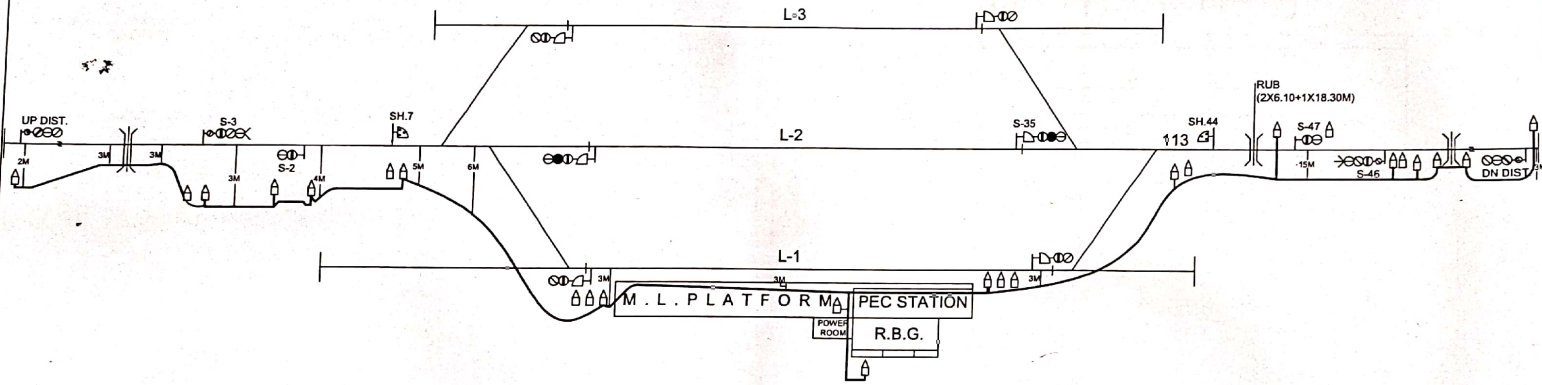 L-3
RUB
(2X6.10+1X18.30M)
UP DIST.
S-3
SH.7
L-2
S-35
SH.44
113
S-47
2M
3M
3M
3M
S-2
4M
5M
6M
15M
S-46
DN DIST
L-1
3M
3M
3M
M.L.PLATFORM
PEC STATION
POWER
ROOM
R.B.G.